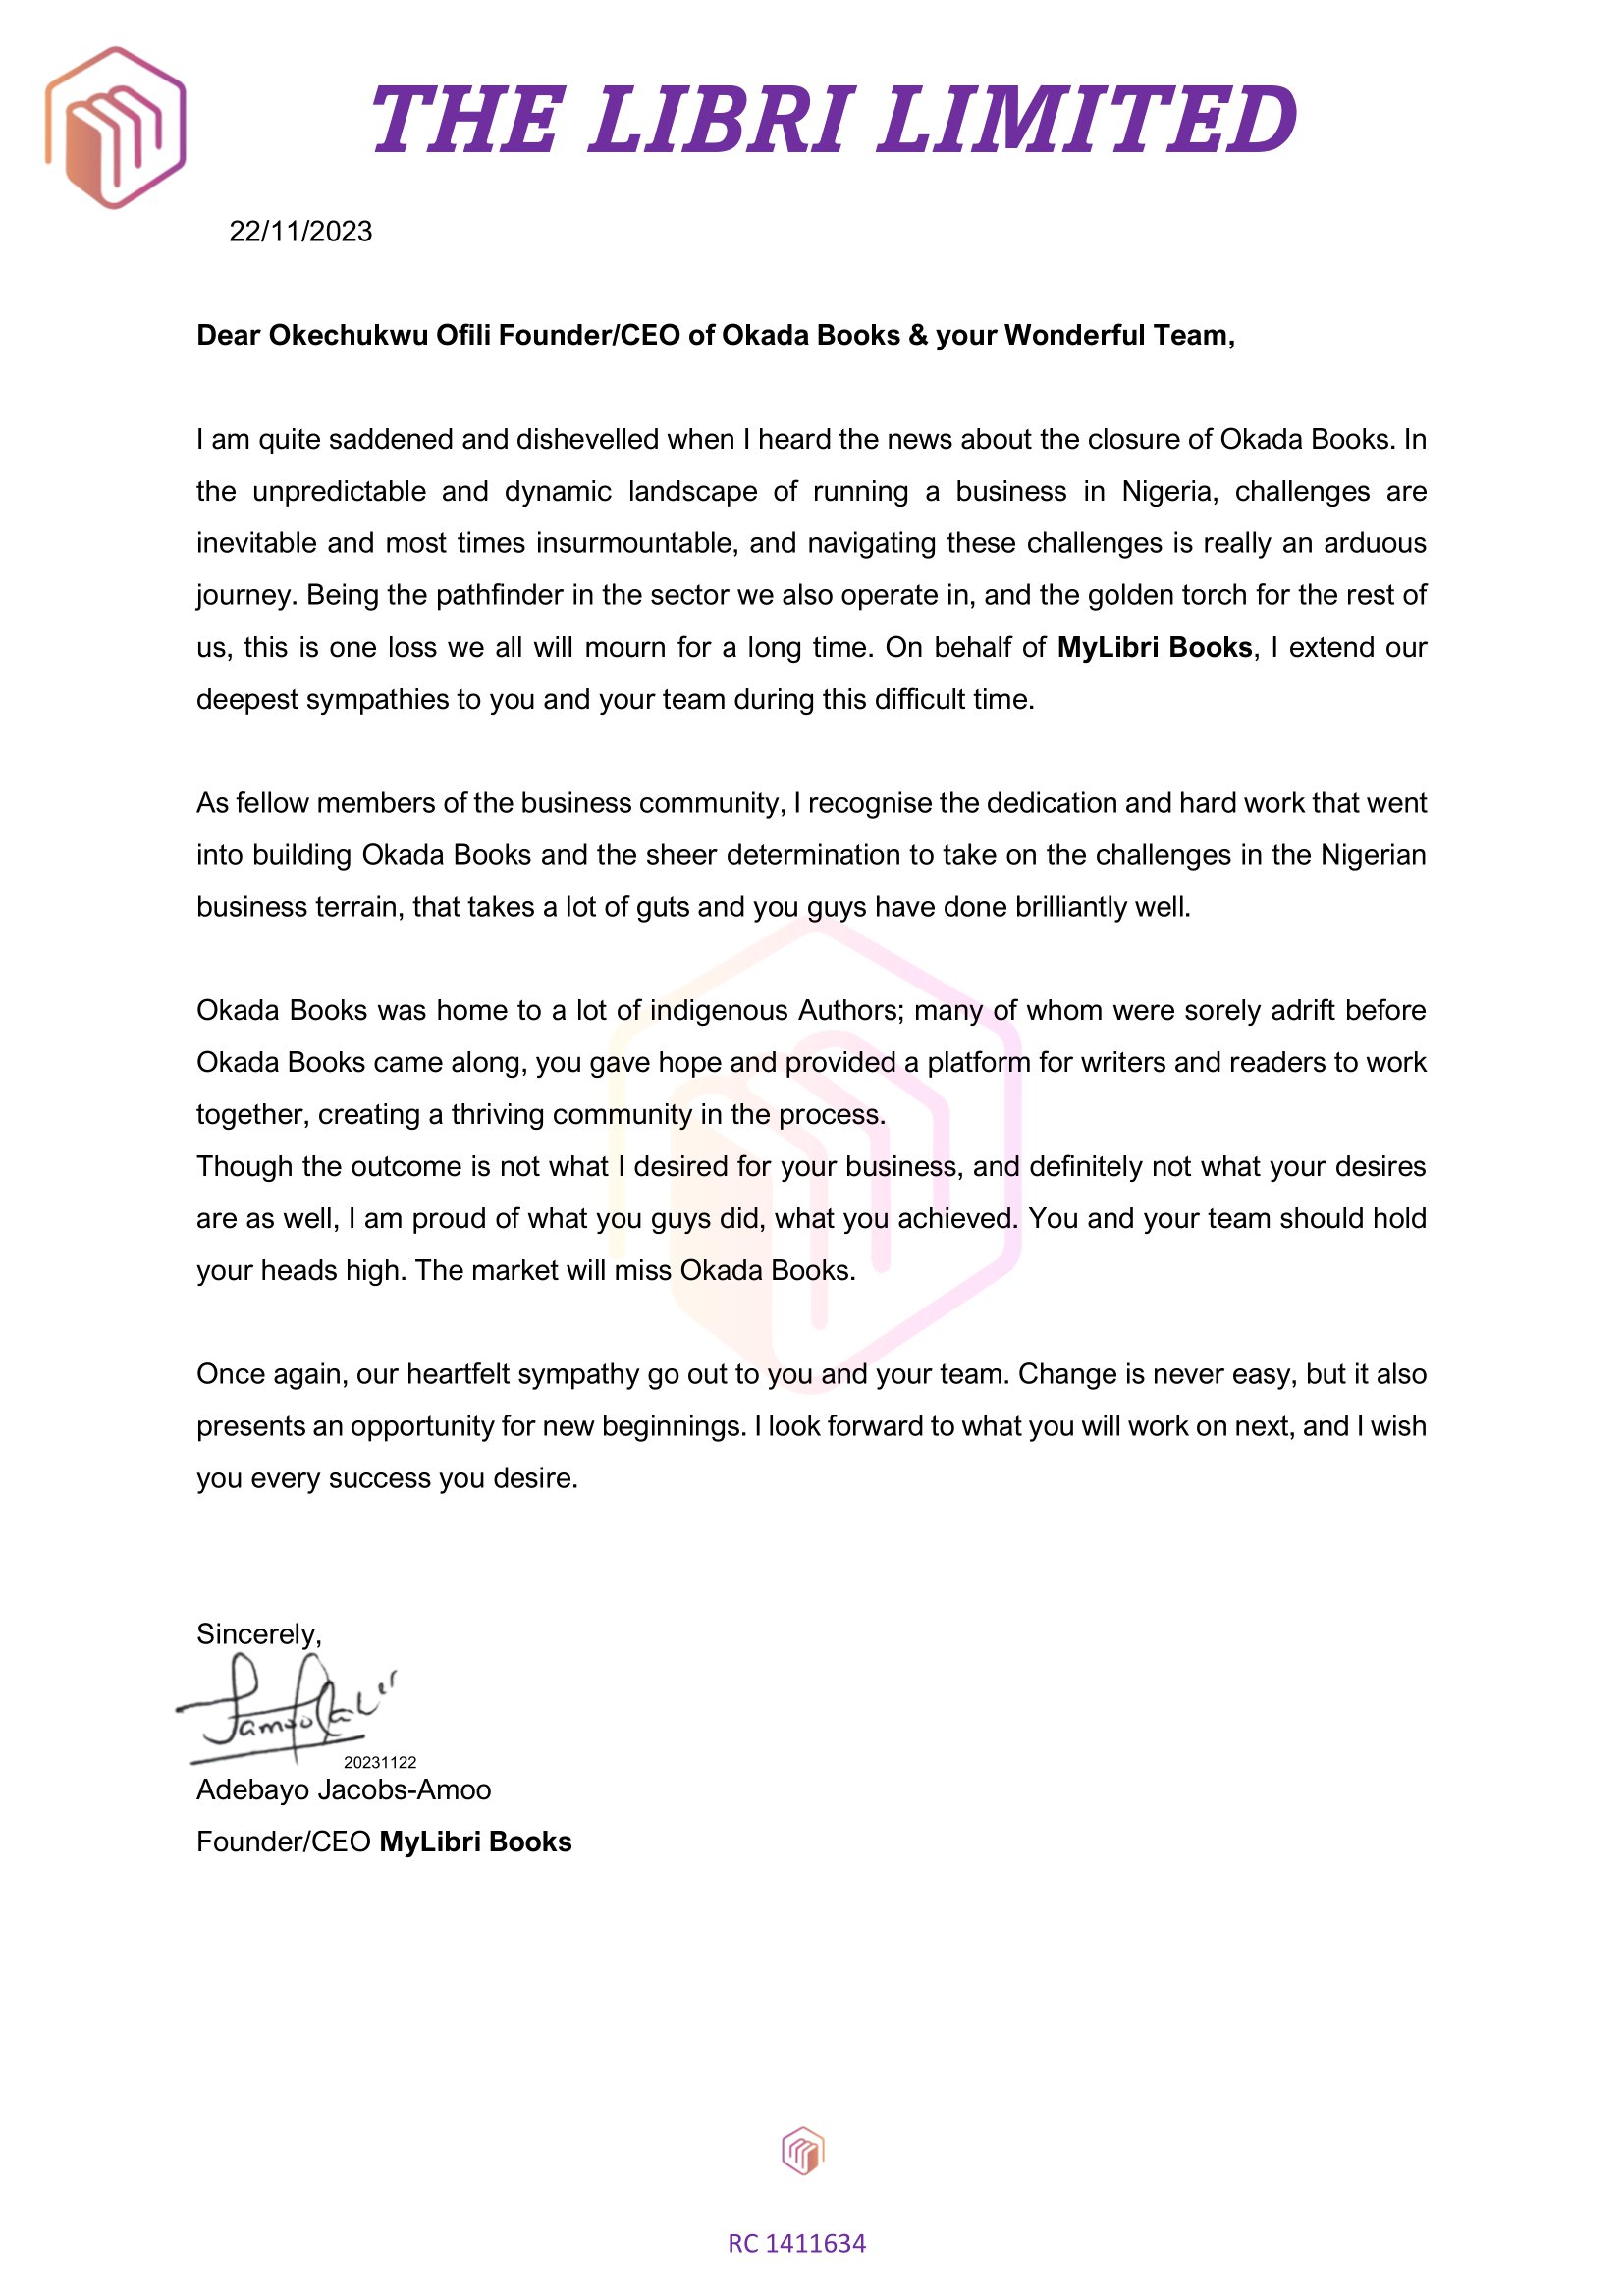 THE LIBRI LIMITED
22/11/2023
Dear Okechukwu Ofili Founder/CEO of Okada Books & your Wonderful Team,
I am quite saddened and dishevelled when I heard the news about the closure of Okada Books. In
the unpredictable and dynamic landscape of running a business in Nigeria, challenges are
inevitable and most times insurmountable, and navigating these challenges is really an arduous
journey. Being the pathfinder in the sector we also operate in, and the golden torch for the rest of
us, this is one loss we all will mourn for a long time. On behalf of MyLibri Books, I extend our
deepest sympathies to you and your team during this difficult time.
As fellow members of the business community, I recognise the dedication and hard work that went
into building Okada Books and the sheer determination to take on the challenges in the Nigerian
business terrain, that takes a lot of guts and you guys have done brilliantly well.
Okada Books was home to a lot of indigenous Authors; many of whom were sorely adrift before
Okada Books came along, you gave hope and provided a platform for writers and readers to work
together, creating a thriving community in the process.
Though the outcome is not what I desired for your business, and definitely not what your desires
are as well, I am proud of what you guys did, what you achieved. You and your team should hold
your heads high. The market will miss Okada Books.
Once again, our heartfelt sympathy go out to you and your team. Change is never easy, but it also
presents an opportunity for new beginnings. I look forward to what you will work on next, and I wish
you every success you desire.
Sincerely,
20231122
Adebayo Jacobs-Amoo
Founder/CEO MyLibri Books
RC 1411634